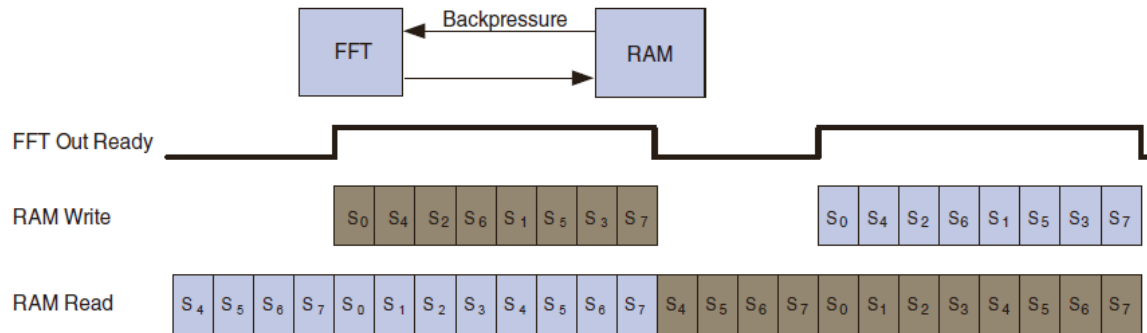 Backpressure
FFT RAM
FFT Out Ready
RAM Write S0 S4 S2 S6 S1 S5 S3 S7 S0 S4 S2 S6 S1 S5 S3 S7
RAM Read S4 S5 S6 S7 S0 S1 S2 S3 S4 S5 S6 S7 S4 S5 S6 S7 S0 S1 S2 S3 S4 S5 S6 S7